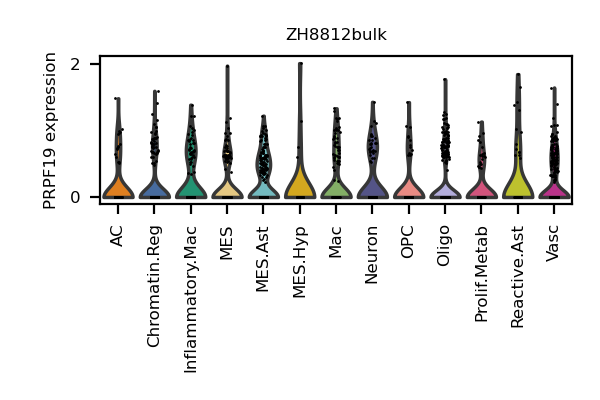 ZH8812bulk
PRPF19 expression
2
0
AC
Chromatin.Reg
Inflammatory.Mac
MES
MES.Ast
MES.Hyp
Mac
Neuron
OPC
Oligo
Prolif.Metab
Reactive.Ast
Vasc